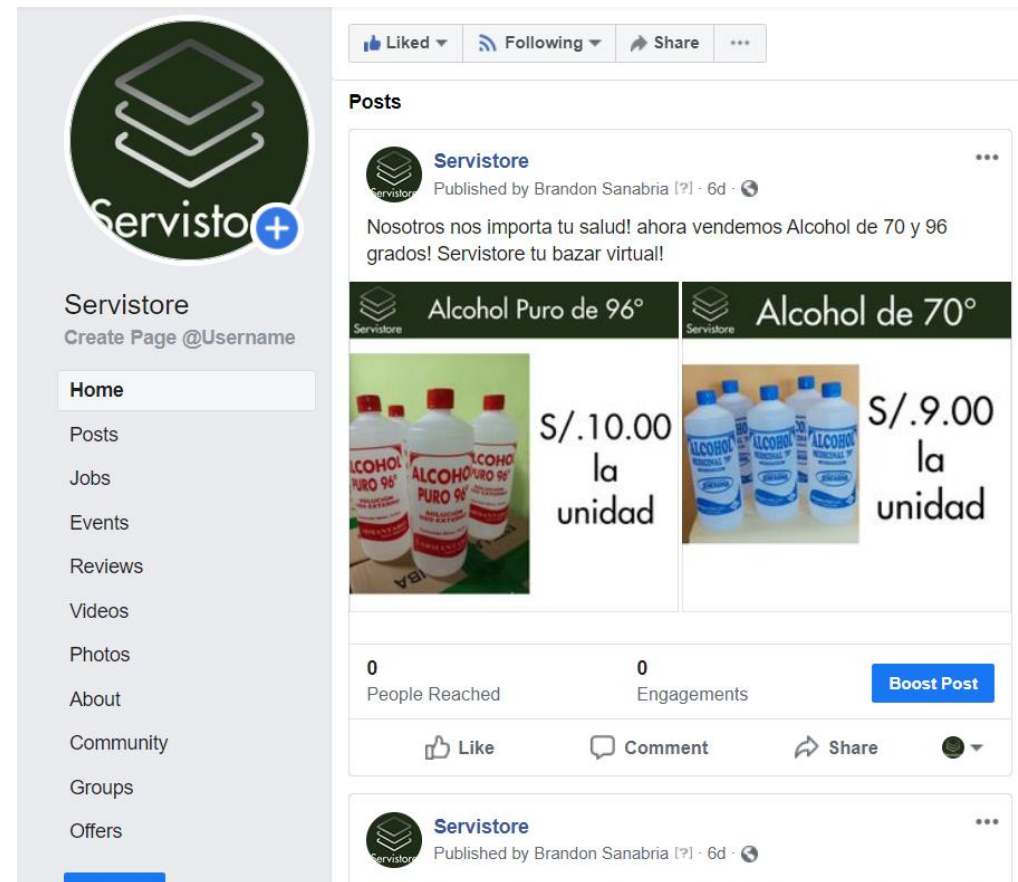 Servisto
Servistore
Create Page @Username
Home
Posts
Jobs
Events
Reviews
Videos
Photos
About
Community
Groups
Offers
Liked
Following
Share
Posts
Servistore
Servistore
Published by Brandon Sanabria [?] · 6d ·
Nosotros nos importa tu salud! ahora vendemos Alcohol de 70 y 96
grados! Servistore tu bazar virtual!
Servistore
Alcohol Puro de 96°
ALCOHOL
PURO 96°
S/.10.00
la
unidad
Servistore
Alcohol de 70°
ALCOHOL
MEDICINAL 70°
S/.9.00
la
unidad
0
People Reached
0
Engagements
Boost Post
Like
Comment
Share
Servistore
Servistore
Published by Brandon Sanabria [?] · 6d ·